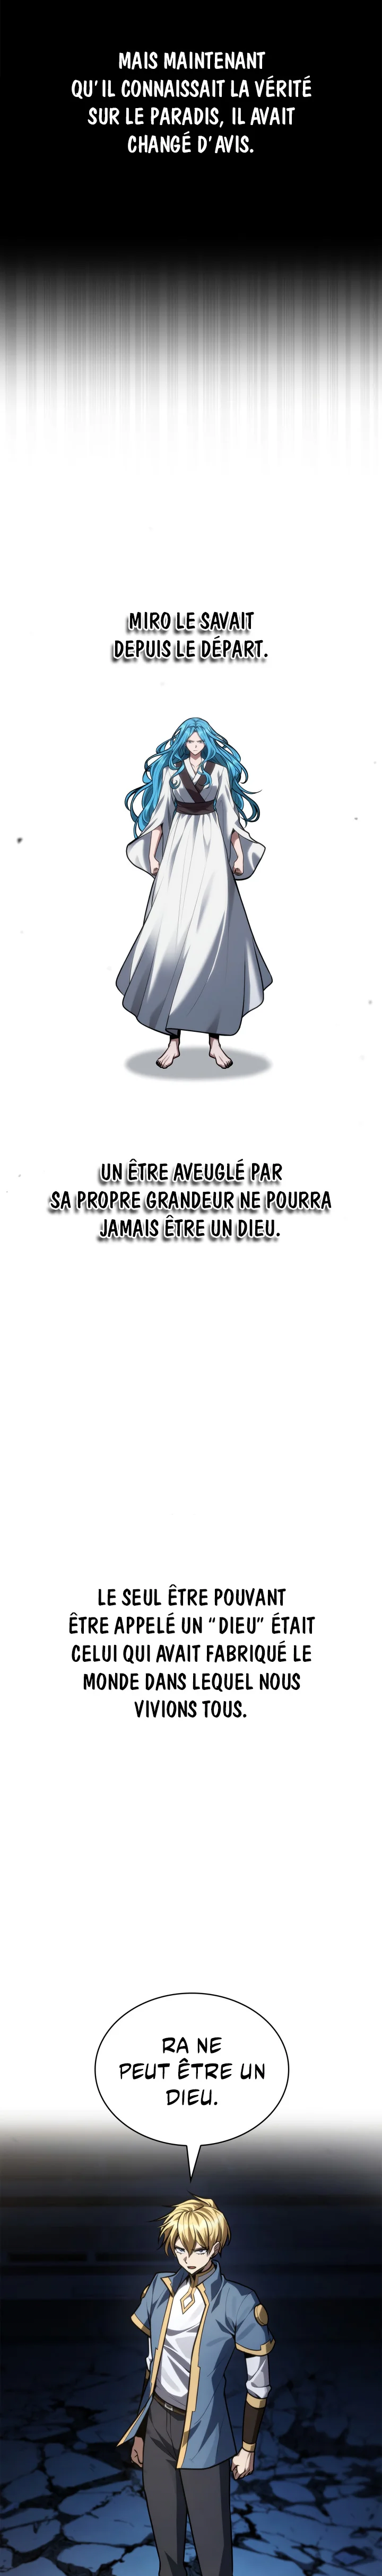 MAIS MAINTENANT
QU'IL CONNAISSAIT LA VÉRITÉ
SUR LE PARADIS, IL AVAIT
CHANGÉ D'AVIS.
MIRO LE SAVAIT
DEPUIS LE DÉPART.
UN ÊTRE AVEUGLÉ PAR
SA PROPRE GRANDEUR NE POURRA
JAMAIS ÊTRE UN DIEU.
LE SEUL ÊTRE POUVANT
ÊTRE APPELÉ UN "DIEU" ÉTAIT
CELUI QUI AVAIT FABRIQUÉ LE
MONDE DANS LEQUEL NOUS
VIVIONS TOUS.
RA NE
PEUT ÊTRE UN
DIEU.